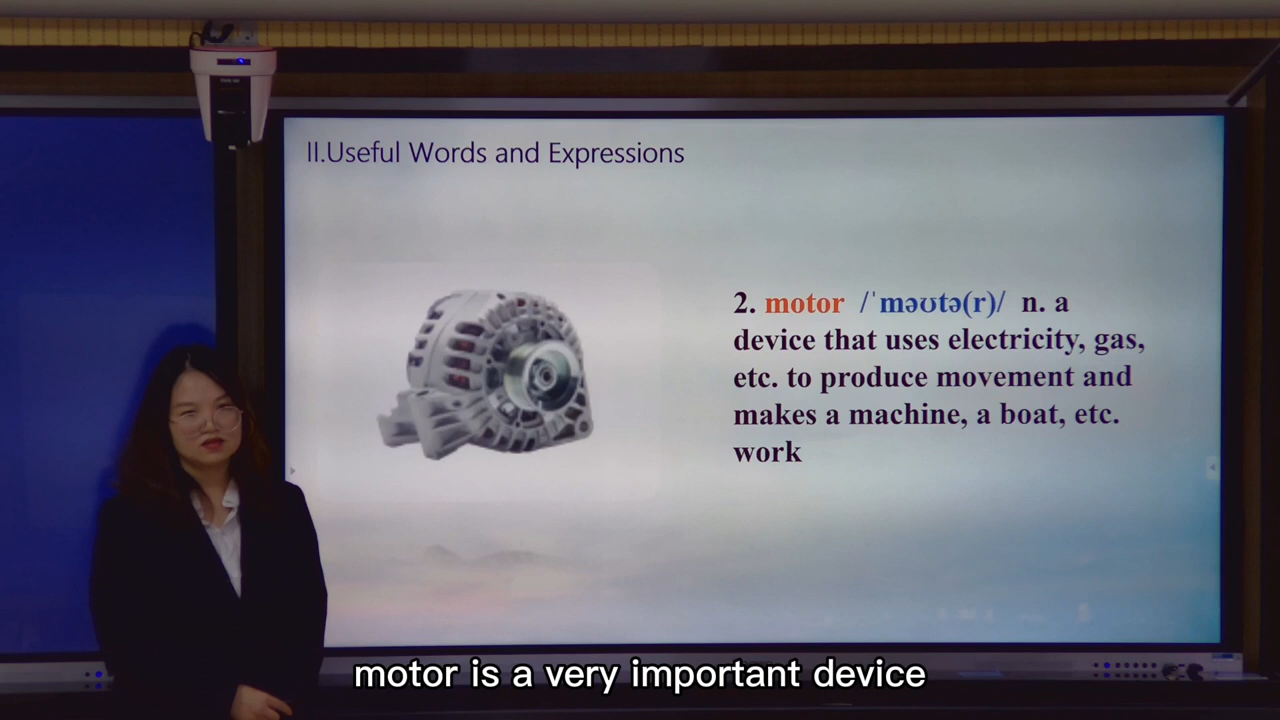 II.Useful Words and Expressions
2. motor /ˈməʊtə(r)/ n. a
device that uses electricity, gas,
etc. to produce movement and
makes a machine, a boat, etc.
work
motor is a very important device